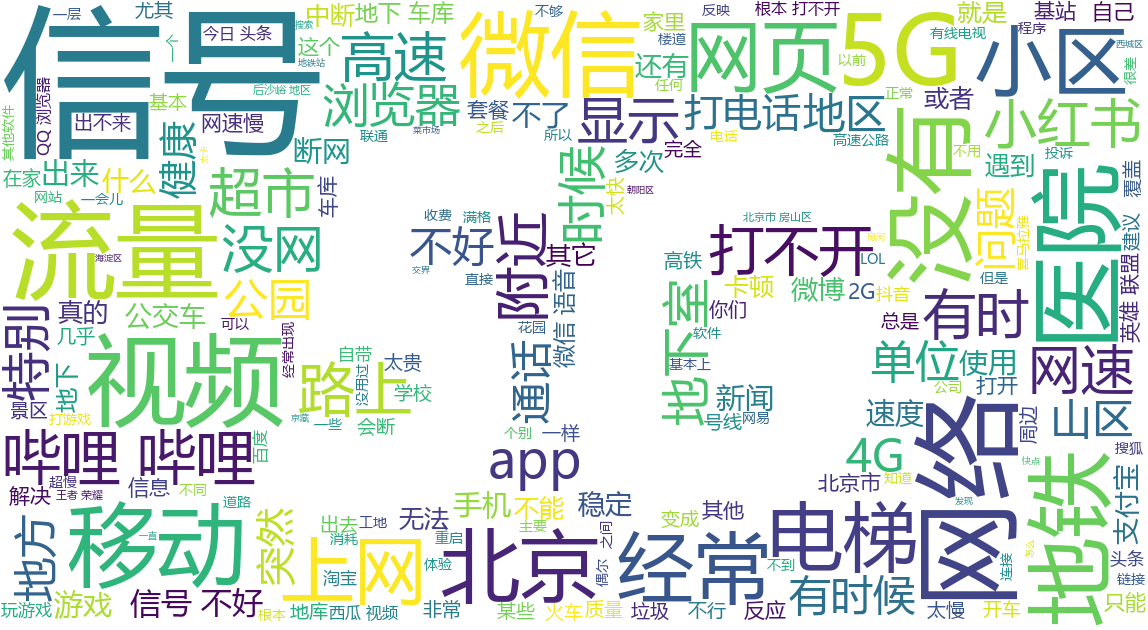 一层
尤其
中断
地下 车库
家里
不够
反映
根本 打不开
就是
基站
自己
信号
今日 头条
这个
高速
微信
还有
网页
5G
小区
搜索
地铁站
楼道
任何
以前
有线电视
程序
西城区
很差
其他软件
QQ 浏览器
一个
基本
后沙峪 地区
浏览器
套餐
不了
显示
打电话
地区
正常
或者
小红书
出不来
网速慢
联通
菜市场
之后
所以
电话
高速公路
没有
不用
投诉
覆盖
在家
出来
什么
健康
断网
时候
多次
完全
遇到
医院
网站
一会儿
超市
车库
太快
朝阳区
问题
喜马拉雅
建议
流量
海淀区
没网
收费
满格
不好
附近
其它
北京市 房山区
打不开
LOL
但是
英雄 联盟
交界
直接
高铁
卡顿
微博
2G
抖音
特别
真的
公交车
公园
可以
经常出现
花园
微信 语音
地下室
你们
软件
总是
有时
几乎
视频
自带
太贵
通话
基本上
单位
使用
网速
地下
景区
打游戏
路上
没用过
学校
新闻
公司
打开
京藏
一些
会断
个别
一样
号线
网易
速度
网络
周边
山区
哔哩 哔哩
百度
app
4G
搜狐
超慢
王者 荣耀
解决
信息
不同
手机
不能
稳定
北京市
知道
快点
地铁
支付宝
地方
移动
道路
突然
出去
工地
无法
主要
之间
变成
其他
电梯
发现
一直
上网
消耗
重启
北京
经常
不到
连接
怎么
头条
淘宝
体验
偶尔
有时候
链接
玩游戏
游戏
信号 不好
根本
地库
西瓜 视频
非常
某些
火车
质量
垃圾
不行
反应
太慢
开车
只能